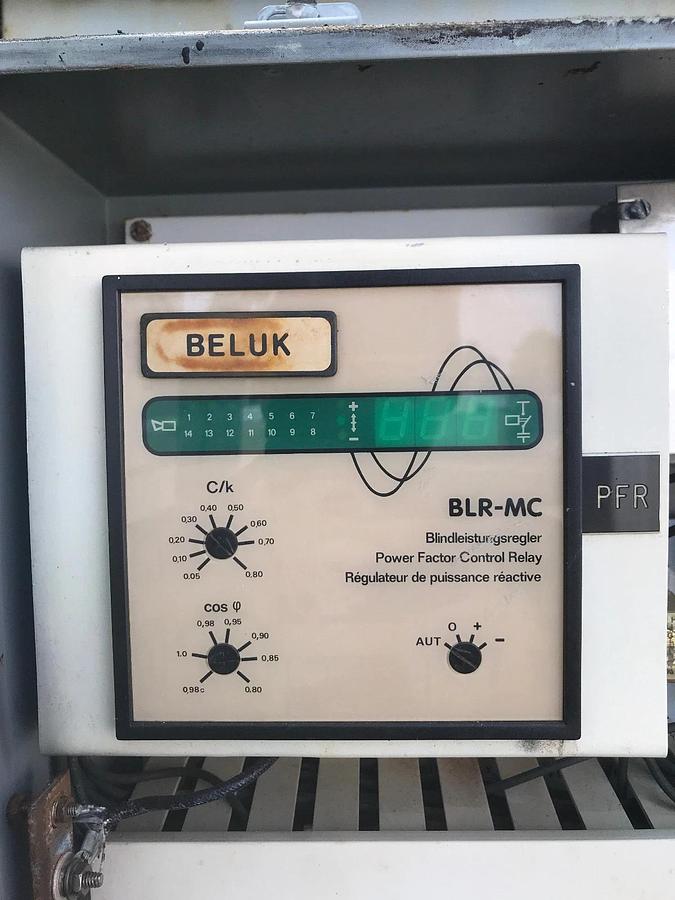 BELUK
1 2 3 4 5 6 7
14 13 12 11 10 9 8
+
−
C/k
0,40 0,50
0,30 0,60
0,20 0,70
0,10
0.05 0,80
BLR-MC
Blindleistungsregler
Power Factor Control Relay
Régulateur de puissance réactive
PFR
cos φ
0,98 0,95
0,90
1.0 0,85
0,98c 0.80
AUT O + −